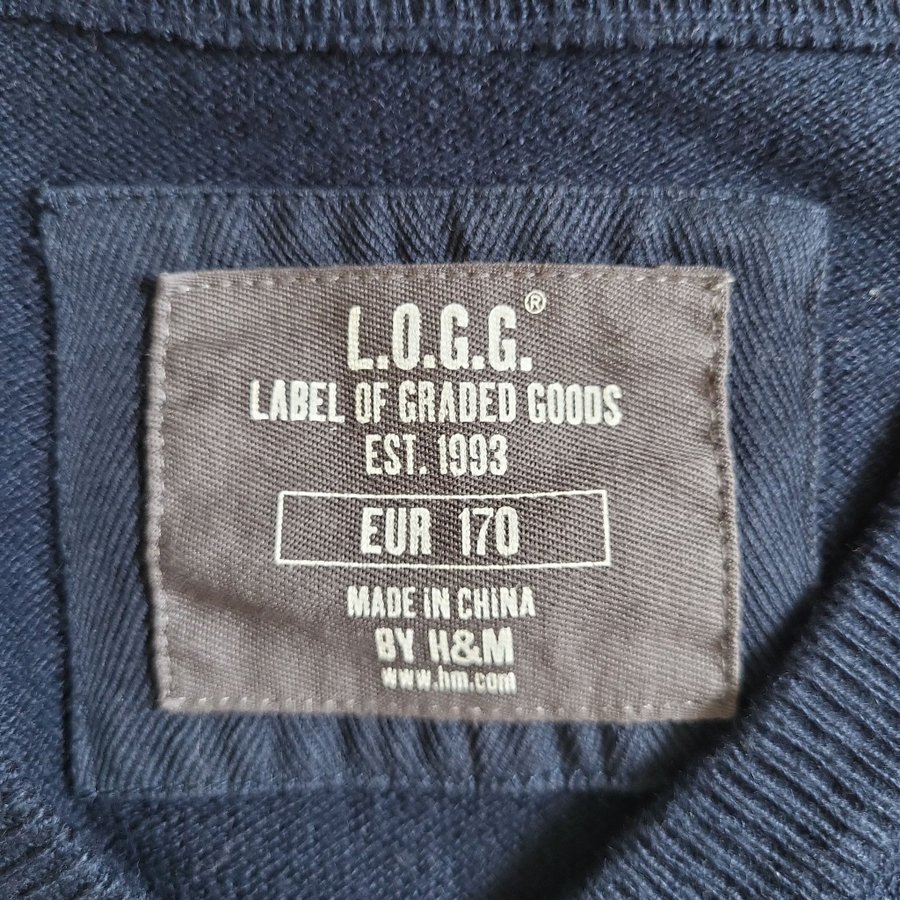 L.O.G.G.®
LABEL OF GRADED GOODS
EST. 1993
EUR 170
MADE IN CHINA
BY H&M
www.hm.com